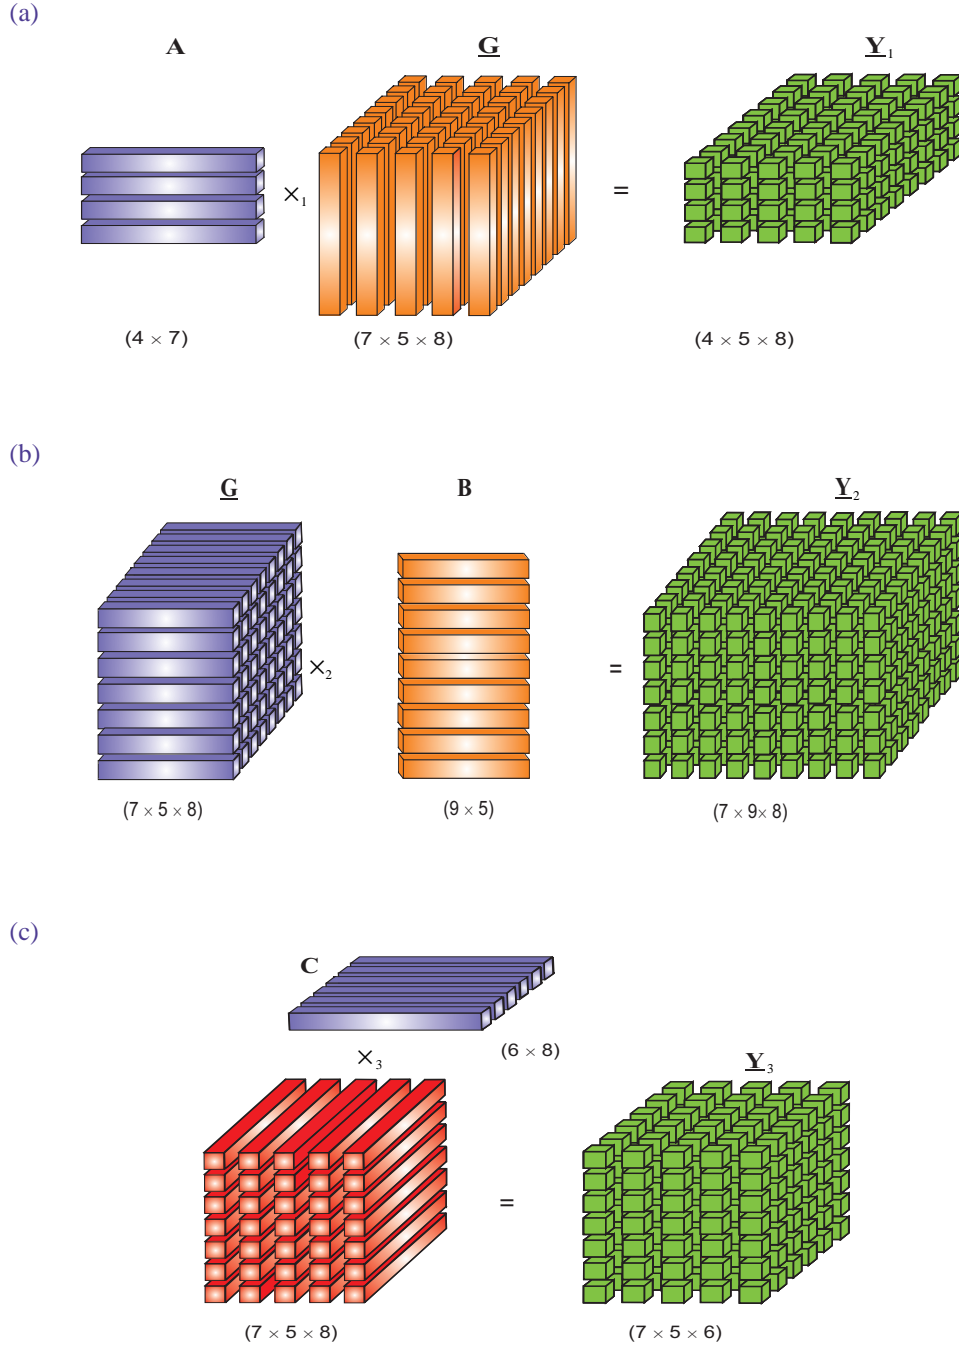 (a)
A G Y1
×1 =
(4 × 7) (7 × 5 × 8) (4 × 5 × 8)
(b)
G B Y2
×2 =
(7 × 5 × 8) (9 × 5) (7 × 9× 8)
(c)
C
(6 × 8)
×3 Y3
=
(7 × 5 × 8) (7 × 5 × 6)